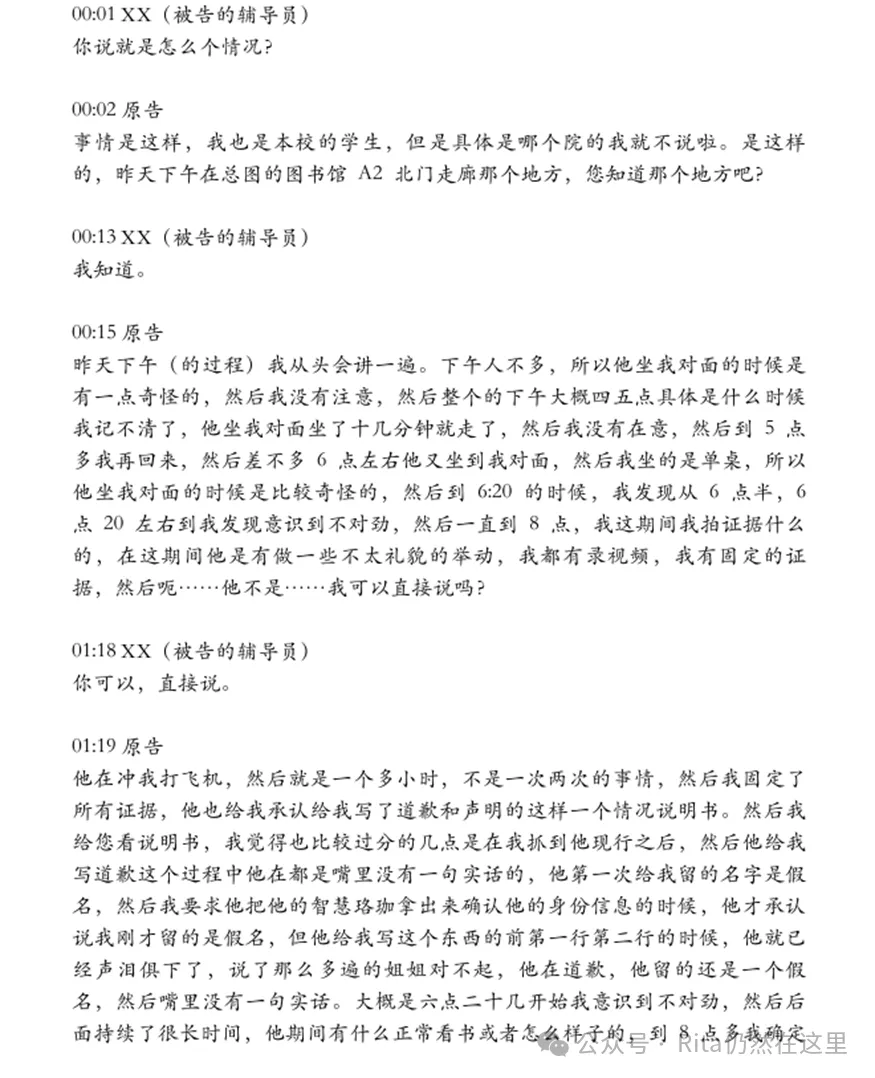 00:01 XX（被告的辅导员）
你说就是怎么个情况？
00:02 原告
事情是这样，我也是本校的学生，但是具体是哪个院的我就不说啦。是这样
的，昨天下午在总图的图书馆 A2 北门走廊那个地方，您知道那个地方吧？
00:13 XX（被告的辅导员）
我知道。
00:15 原告
昨天下午（的过程）我从头会讲一遍。下午人不多，所以他坐我对面的时候是
有一点奇怪的，然后我没有注意，然后整个的下午大概四五点具体是什么时候
我记不清了，他坐我对面坐了十几分钟就走了，然后我没有在意，然后到 5 点
多我再回来，然后差不多 6 点左右他又坐到我对面，然后我坐的是单桌，所以
他坐我对面的时候是比较奇怪的，然后到 6:20 的时候，我发现从 6 点半，6
点 20 左右到我发现意识到不对劲，然后一直到 8 点，我这期间我拍证据什么
的，在这期间他是有做一些不太礼貌的举动，我都有录视频，我有固定的证
据，然后呃……他不是……我可以直接说吗？
01:18 XX（被告的辅导员）
你可以，直接说。
01:19 原告
他在冲我打飞机，然后就是一个多小时，不是一次两次的事情，然后我固定了
所有证据，他也给我承认给我写了道歉和声明的这样一个情况说明书。然后我
给您看说明书，我觉得也比较过分的几点是在我抓到他现行之后，然后他给我
写道歉这个过程中他在都是嘴里没有一句实话的，他第一次给我留的名字是假
名，然后我要求他把他的智慧珞珈拿出来确认他的身份信息的时候，他才承认
说我刚才留的是假名，但他给我写这个东西的前第一行第二行的时候，他就已
经声泪俱下了，说了那么多遍的姐姐对不起，他在道歉，他留的还是一个假
名，然后嘴里没有一句实话。大概是六点二十几开始我意识到不对劲，然后后
面持续了很长时间，他期间有什么正常看书或者怎么样子的，到 8 点多我确定
公众号 · Rita仍然在这里